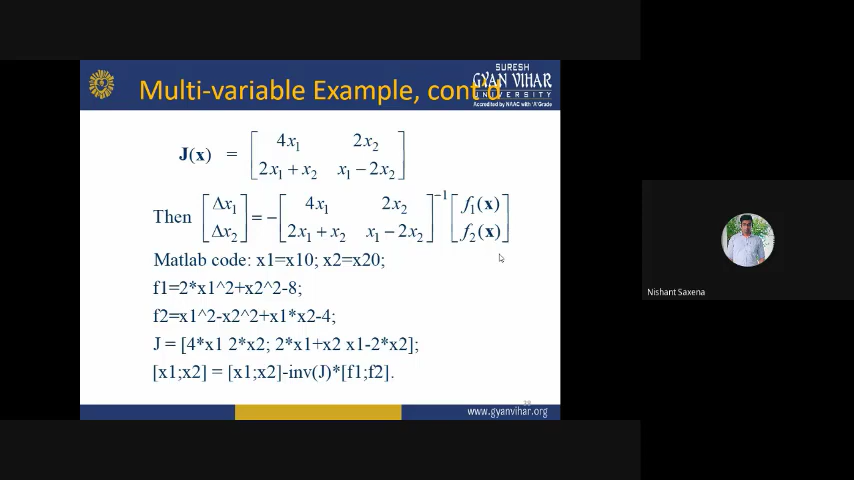 SURESH
GYAN VIHAR
UNIVERSITY
Accredited by NAAC with 'A' Grade
Multi-variable Example, cont'd
J(x) = [4x₁ 2x₂
2x₁ + x₂ x₁ − 2x₂]
Then [Δx₁
Δx₂] = −[4x₁ 2x₂
2x₁ + x₂ x₁ − 2x₂]⁻¹ [f₁(x)
f₂(x)]
Matlab code: x1=x10; x2=x20;
f1=2*x1^2+x2^2-8;
f2=x1^2-x2^2+x1*x2-4;
J = [4*x1 2*x2; 2*x1+x2 x1-2*x2];
[x1;x2] = [x1;x2]-inv(J)*[f1;f2].
www.gyanvihar.org
Nishant Saxena